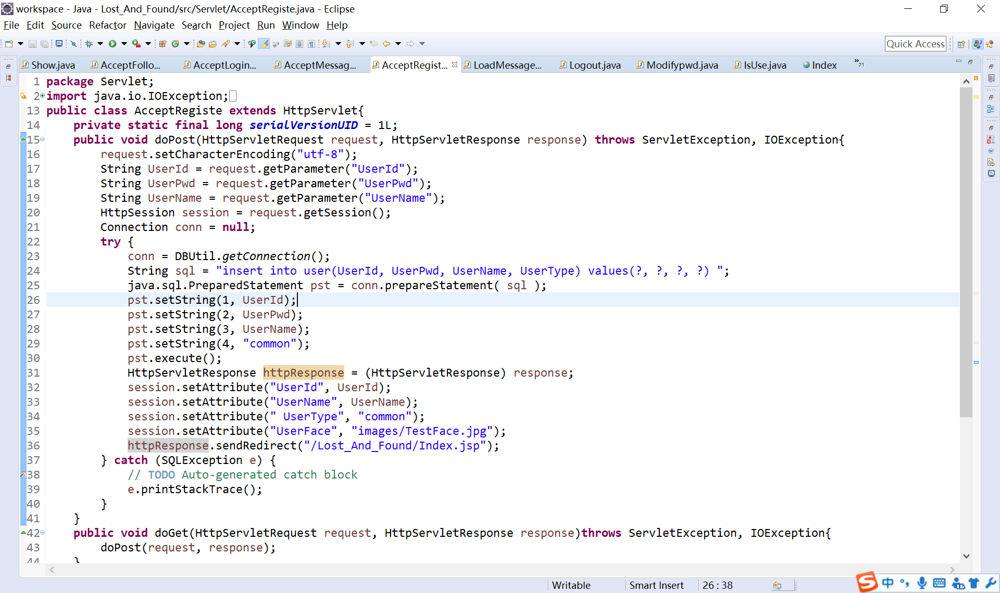 workspace - Java - Lost_And_Found/src/Servlet/AcceptRegiste.java - Eclipse
File Edit Source Refactor Navigate Search Project Run Window Help
Quick Access
Show.java AcceptFollo... AcceptLogin... AcceptMessag... AcceptRegist... LoadMessage... Logout.java Modifypwd.java IsUse.java Index »21
1 package Servlet;
2 import java.io.IOException;
13 public class AcceptRegiste extends HttpServlet{
14 private static final long serialVersionUID = 1L;
15 public void doPost(HttpServletRequest request, HttpServletResponse response) throws ServletException, IOException{
16 request.setCharacterEncoding("utf-8");
17 String UserId = request.getParameter("UserId");
18 String UserPwd = request.getParameter("UserPwd");
19 String UserName = request.getParameter("UserName");
20 HttpSession session = request.getSession();
21 Connection conn = null;
22 try {
23 conn = DBUtil.getConnection();
24 String sql = "insert into user(UserId, UserPwd, UserName, UserType) values(?, ?, ?, ?) ";
25 java.sql.PreparedStatement pst = conn.prepareStatement( sql );
26 pst.setString(1, UserId);
27 pst.setString(2, UserPwd);
28 pst.setString(3, UserName);
29 pst.setString(4, "common");
30 pst.execute();
31 HttpServletResponse httpResponse = (HttpServletResponse) response;
32 session.setAttribute("UserId", UserId);
33 session.setAttribute("UserName", UserName);
34 session.setAttribute(" UserType", "common");
35 session.setAttribute("UserFace", "images/TestFace.jpg");
36 httpResponse.sendRedirect("/Lost_And_Found/Index.jsp");
37 } catch (SQLException e) {
38 // TODO Auto-generated catch block
39 e.printStackTrace();
40 }
41 }
42 public void doGet(HttpServletRequest request, HttpServletResponse response)throws ServletException, IOException{
43 doPost(request, response);
44 }
Writable Smart Insert 26 : 38
S 中 16